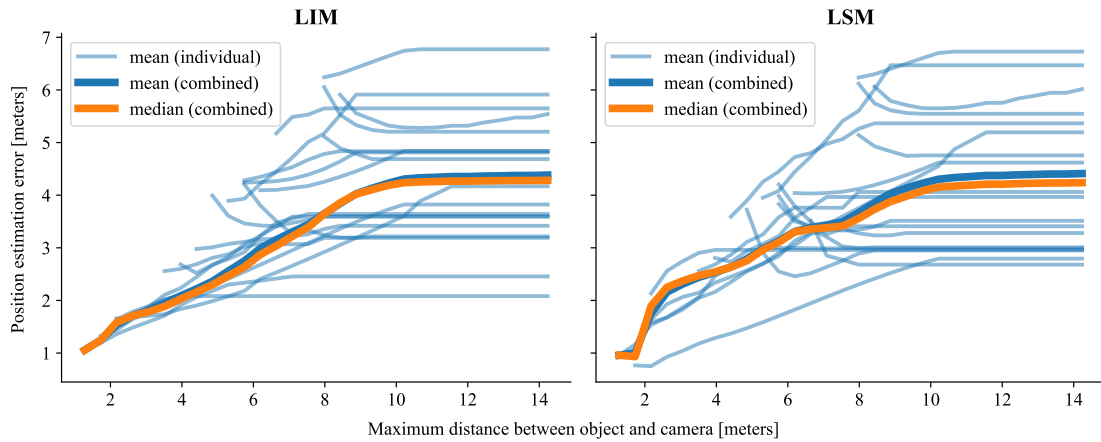 LIM
LSM
mean (individual)
mean (combined)
median (combined)
mean (individual)
mean (combined)
median (combined)
Position estimation error [meters]
7
6
5
4
3
2
1
2 4 6 8 10 12 14
2 4 6 8 10 12 14
Maximum distance between object and camera [meters]